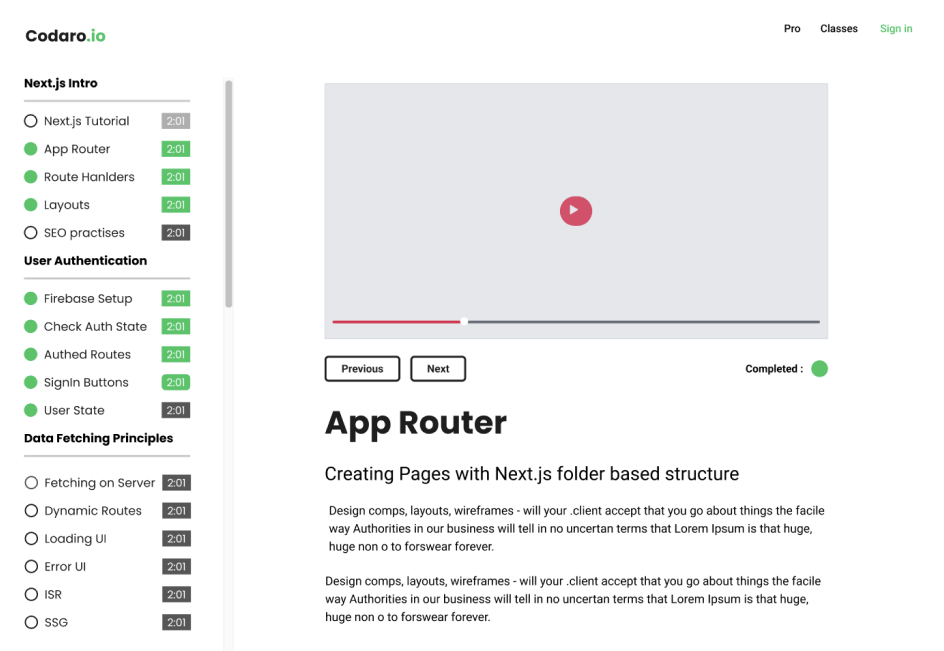 Codaro.io
Pro Classes Sign in
Next.js Intro
Next.js Tutorial 2:01
App Router 2:01
Route Hanlders 2:01
Layouts 2:01
SEO practises 2:01
User Authentication
Firebase Setup 2:01
Check Auth State 2:01
Authed Routes 2:01
SignIn Buttons 2:01
User State 2:01
Data Fetching Principles
Fetching on Server 2:01
Dynamic Routes 2:01
Loading UI 2:01
Error UI 2:01
ISR 2:01
SSG 2:01
Previous Next Completed :
App Router
Creating Pages with Next.js folder based structure
Design comps, layouts, wireframes - will your .client accept that you go about things the facile
way Authorities in our business will tell in no uncertan terms that Lorem Ipsum is that huge,
huge non o to forswear forever.
Design comps, layouts, wireframes - will your .client accept that you go about things the facile
way Authorities in our business will tell in no uncertan terms that Lorem Ipsum is that huge,
huge non o to forswear forever.